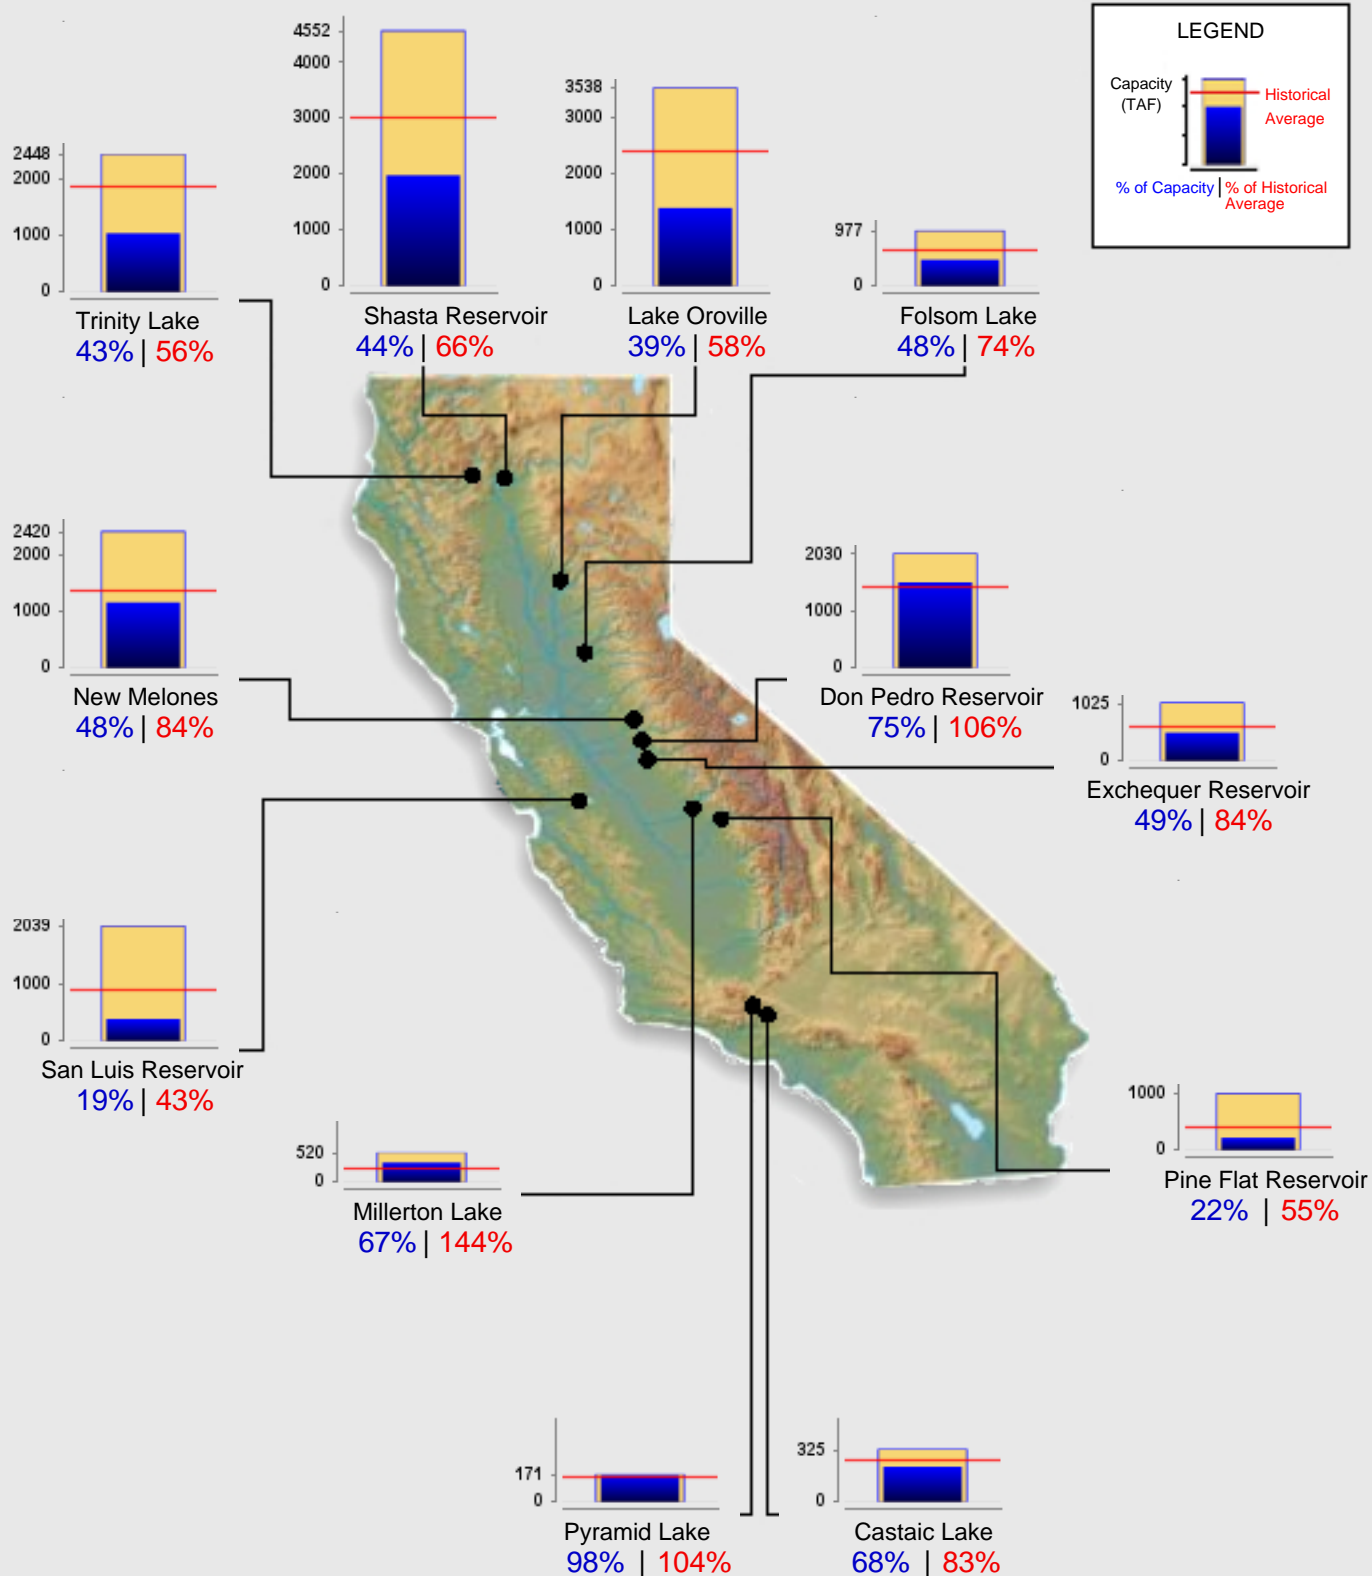 LEGEND
Capacity
(TAF)
Historical
Average
% of Capacity | % of Historical
Average
4552
4000
3000
2000
1000
0
Shasta Reservoir
44% | 66%
3538
3000
2000
1000
0
Lake Oroville
39% | 58%
2448
2000
1000
0
Trinity Lake
43% | 56%
977
0
Folsom Lake
48% | 74%
2420
2000
1000
0
New Melones
48% | 84%
2030
1000
0
Don Pedro Reservoir
75% | 106%
1025
0
Exchequer Reservoir
49% | 84%
2039
1000
0
San Luis Reservoir
19% | 43%
520
0
Millerton Lake
67% | 144%
1000
0
Pine Flat Reservoir
22% | 55%
171
0
Pyramid Lake
98% | 104%
325
0
Castaic Lake
68% | 83%